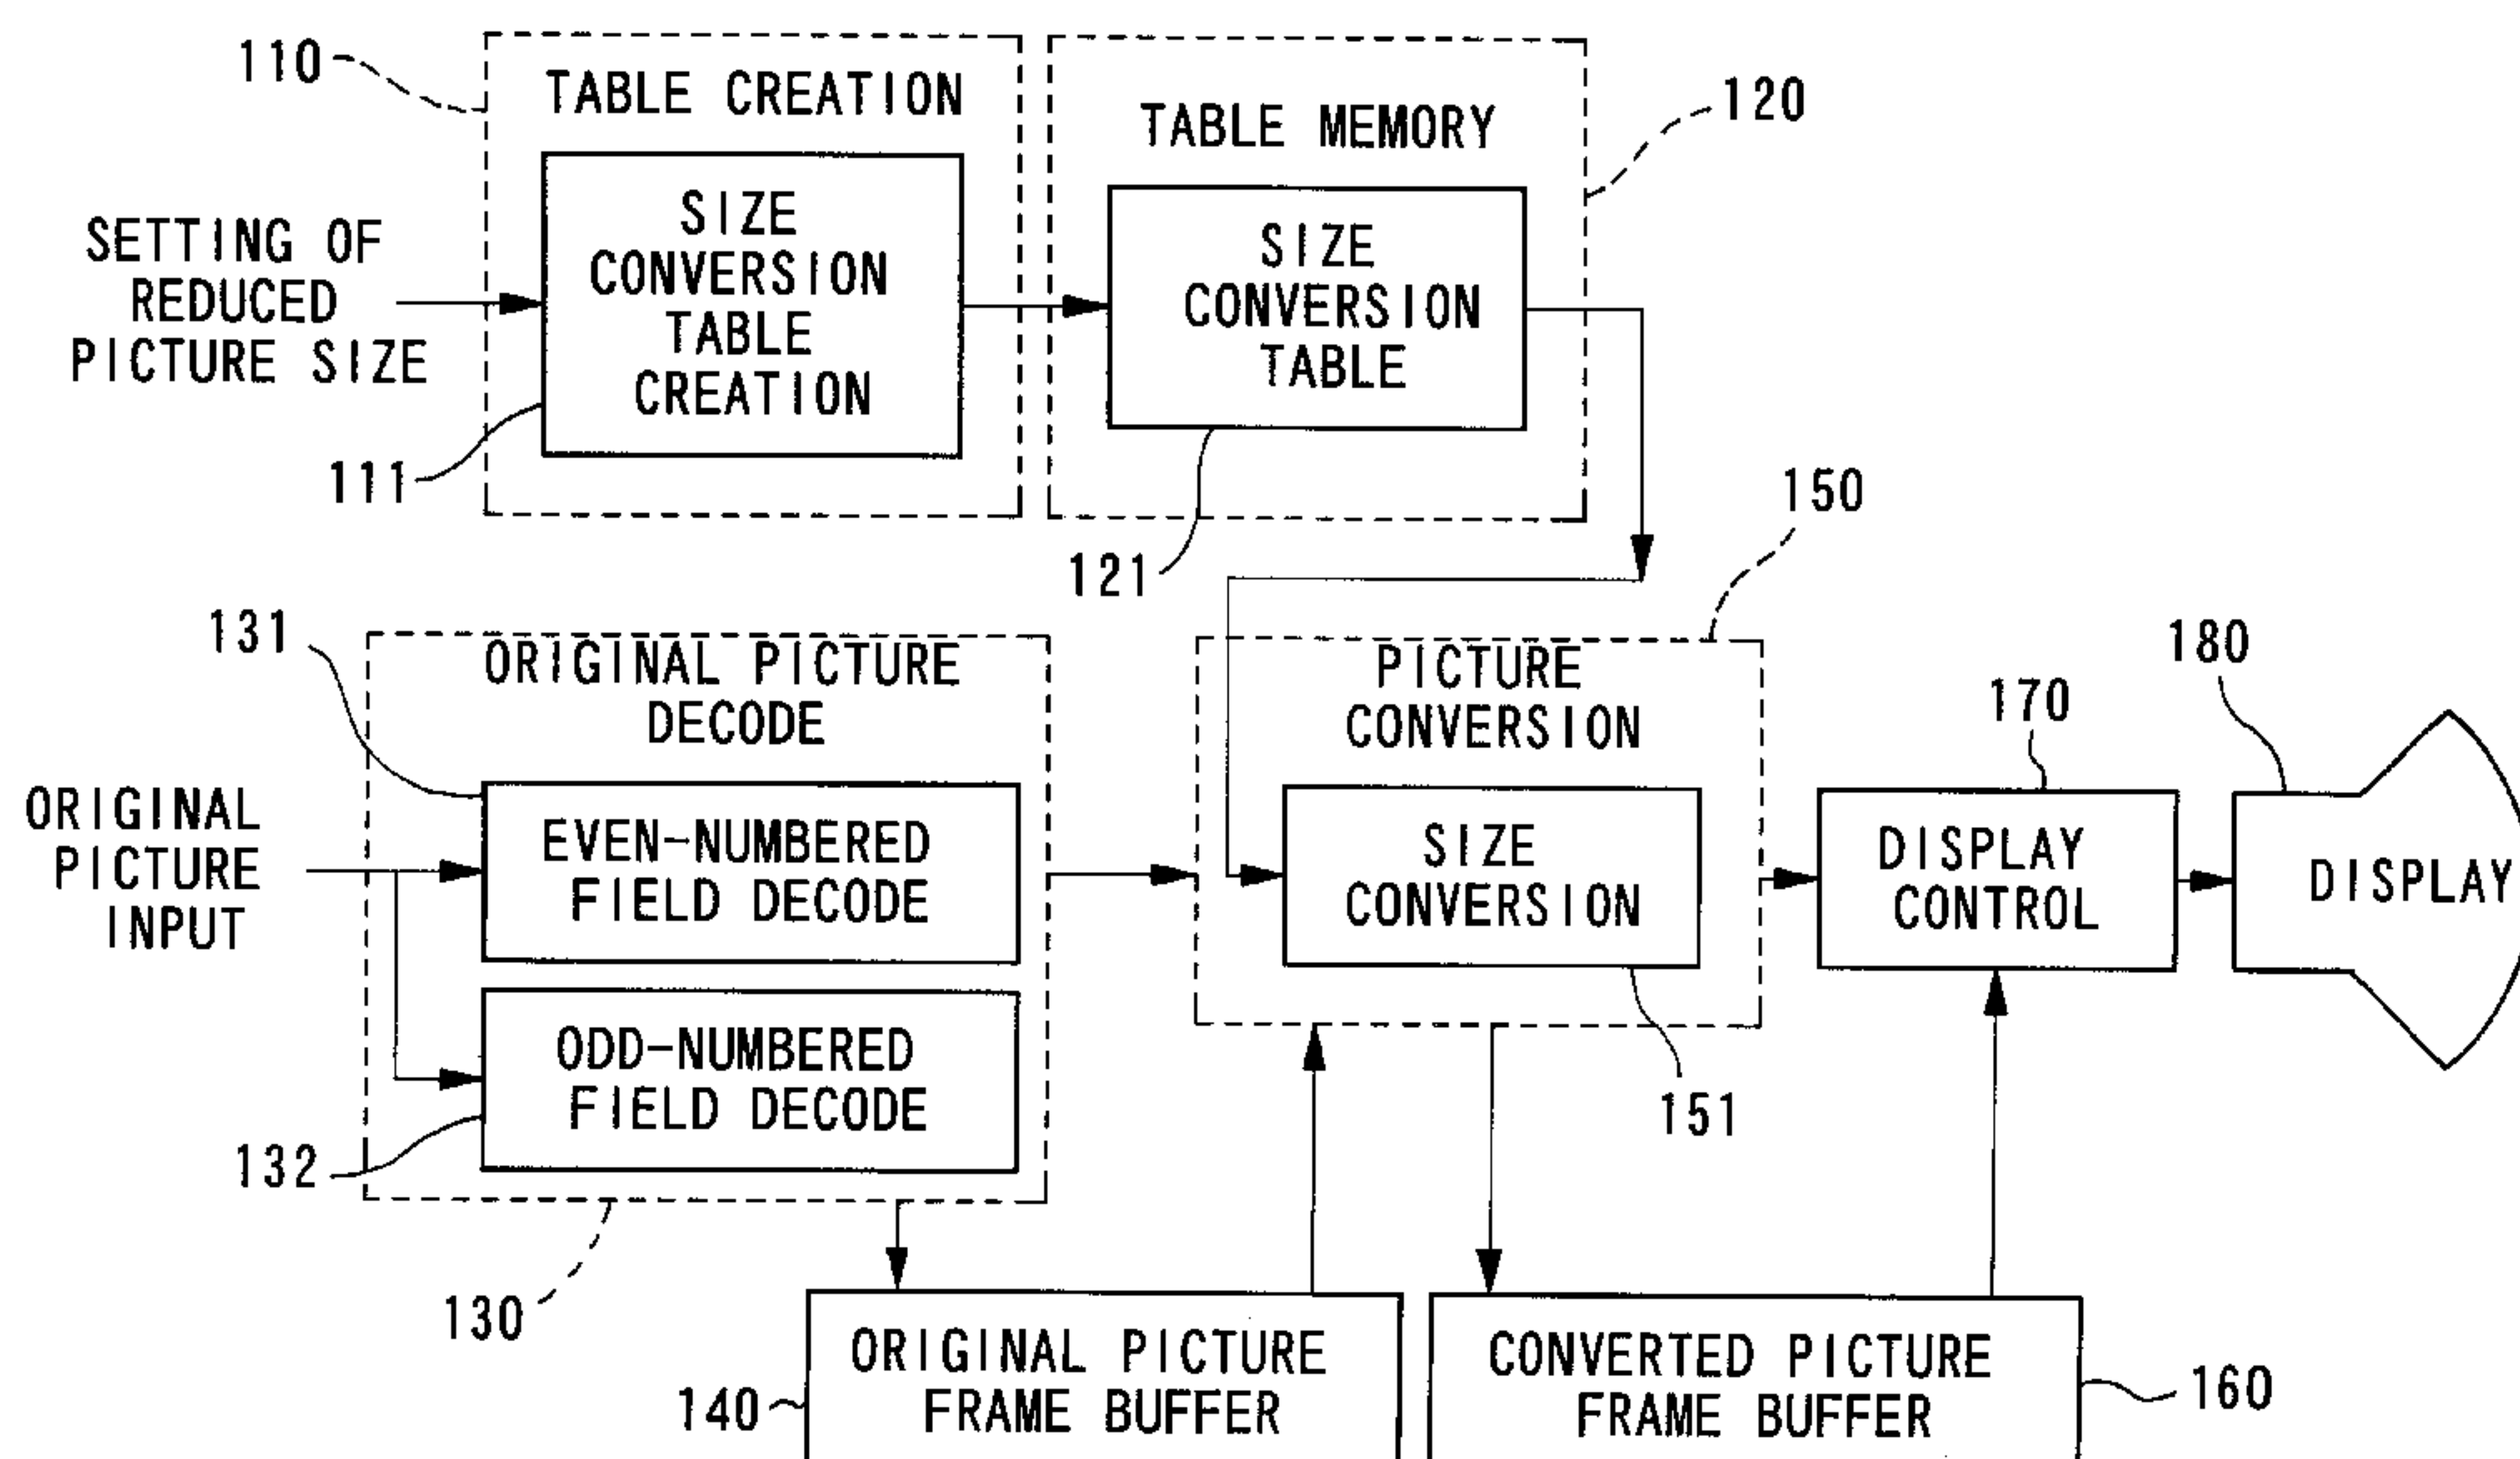 110
TABLE CREATION
TABLE MEMORY
120
SETTING OF
REDUCED
PICTURE SIZE
SIZE
CONVERSION
TABLE
CREATION
SIZE
CONVERSION
TABLE
111
121
150
131
ORIGINAL PICTURE
DECODE
PICTURE
CONVERSION
170
180
ORIGINAL
PICTURE
INPUT
EVEN-NUMBERED
FIELD DECODE
SIZE
CONVERSION
DISPLAY
CONTROL
DISPLAY
ODD-NUMBERED
FIELD DECODE
132
151
130
140
ORIGINAL PICTURE
FRAME BUFFER
CONVERTED PICTURE
FRAME BUFFER
160